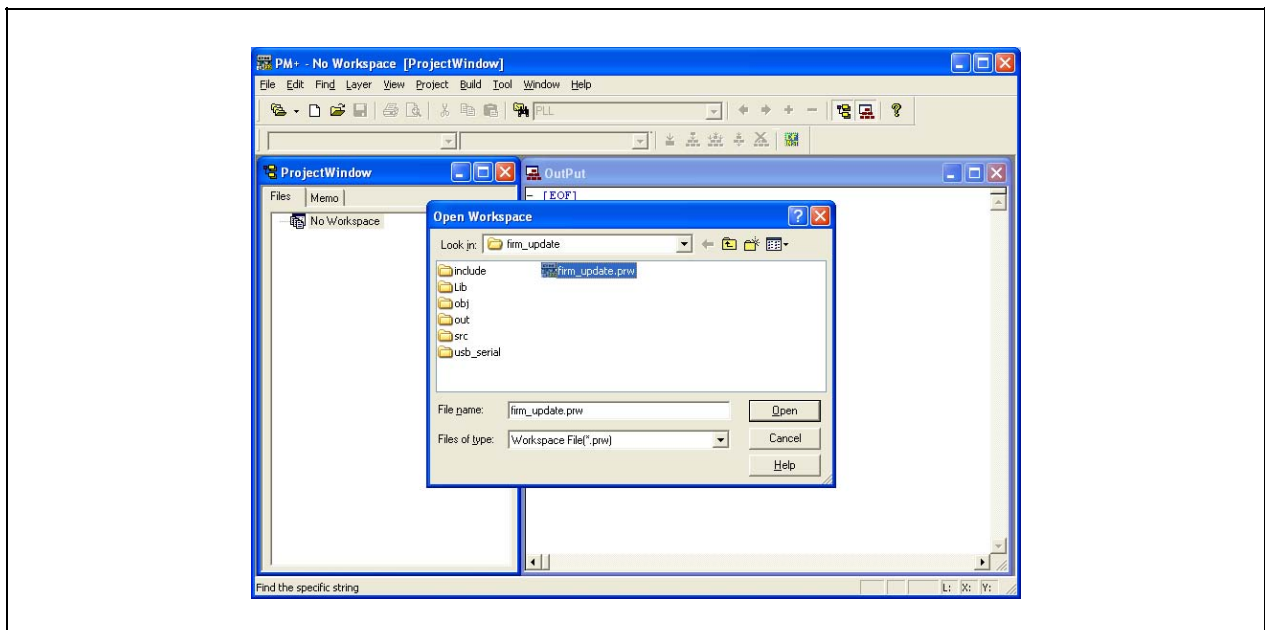 PM+ - No Workspace [ProjectWindow]
File Edit Find Layer View Project Build Tool Window Help
PLL
ProjectWindow
OutPut
Files Memo
[EOF]
No Workspace
Open Workspace
Look in: firm_update
include
firm_update.prw
Lib
obj
out
src
usb_serial
File name: firm_update.prw
Open
Files of type: Workspace File(*.prw)
Cancel
Help
Find the specific string
L: X: Y: